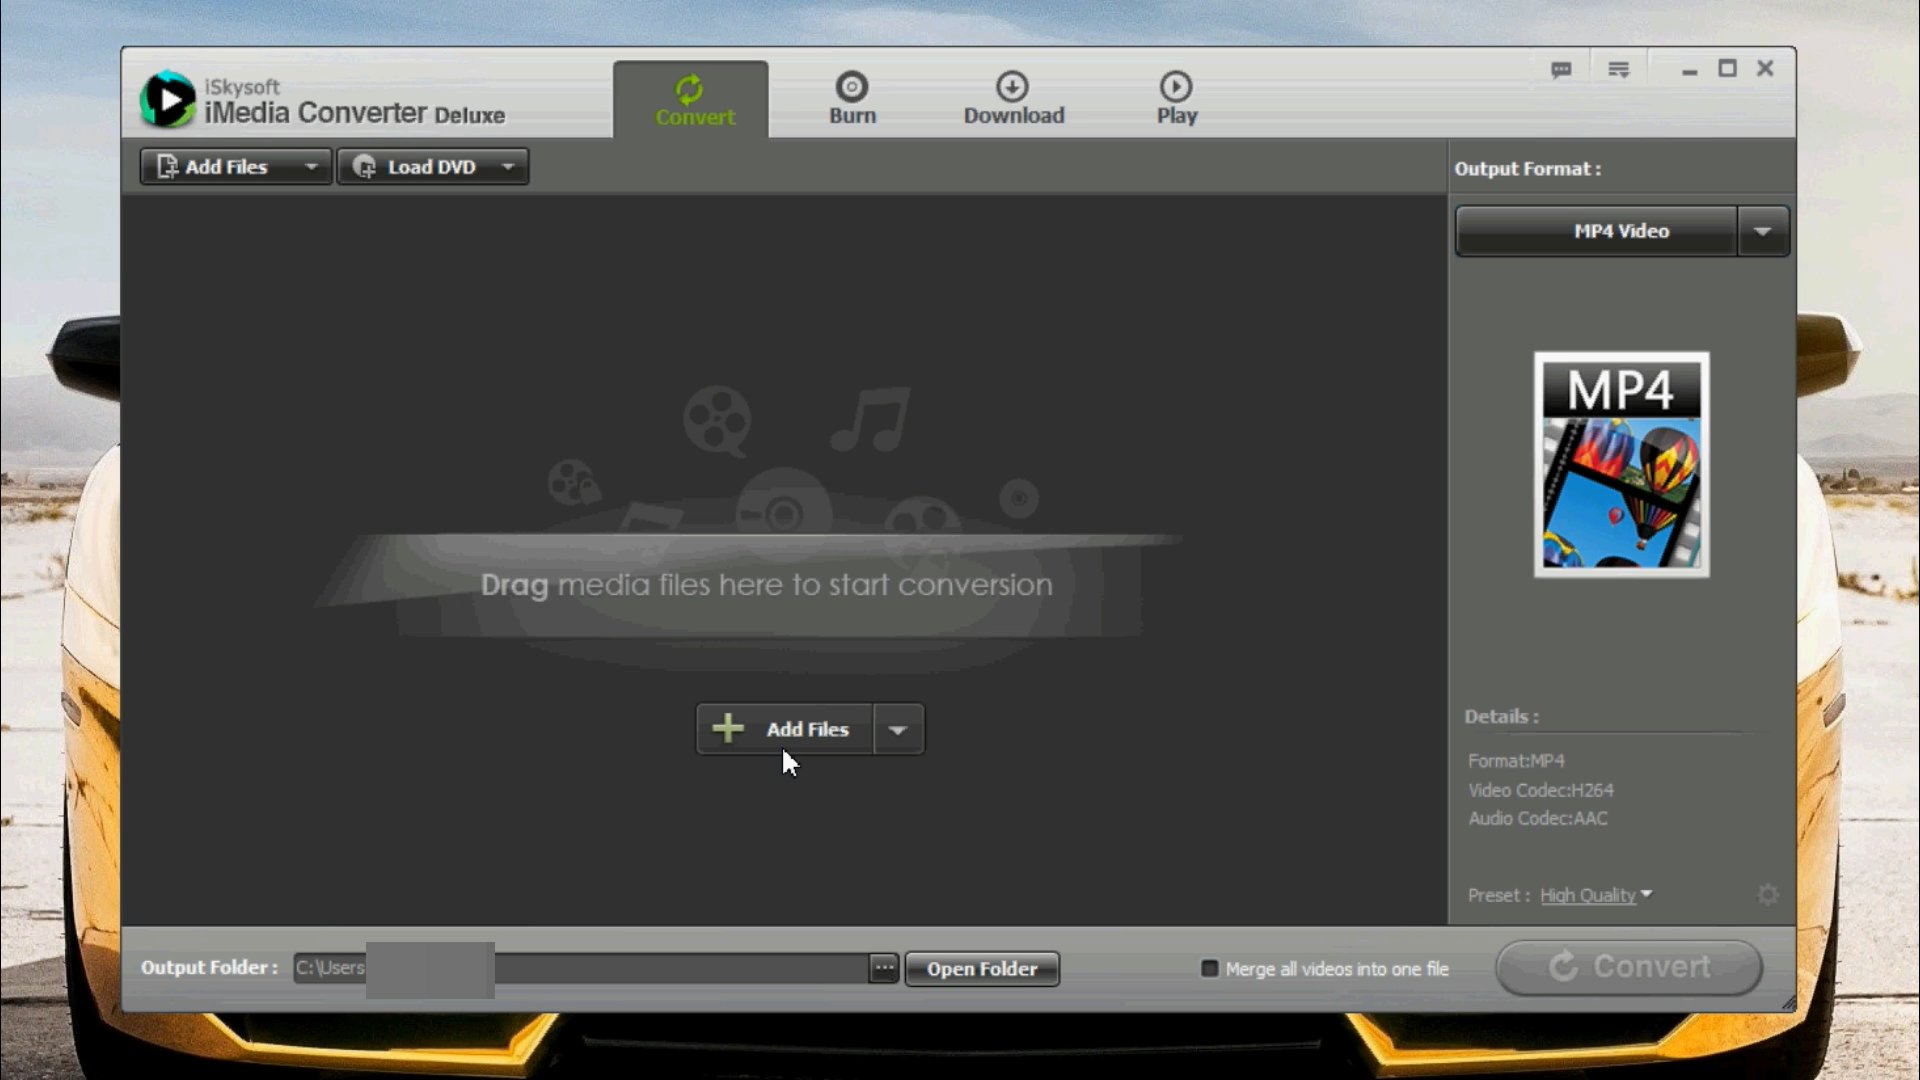 iSkysoft
iMedia Converter Deluxe
Convert
Burn
Download
Play
Add Files
Load DVD
Output Format :
MP4 Video
MP4
Drag media files here to start conversion
Add Files
Details :
Format:MP4
Video Codec:H264
Audio Codec:AAC
Preset : High Quality
Output Folder : C:\Users
...
Open Folder
Merge all videos into one file
Convert